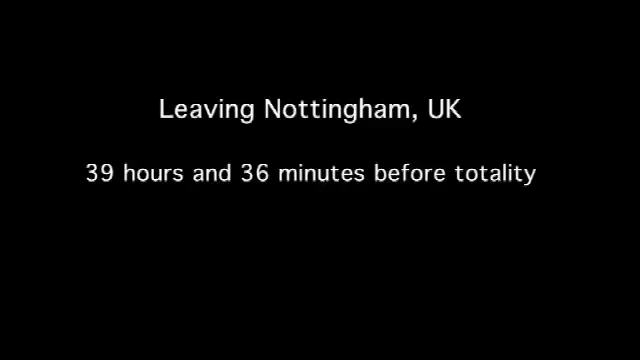 Leaving Nottingham, UK
39 hours and 36 minutes before totality